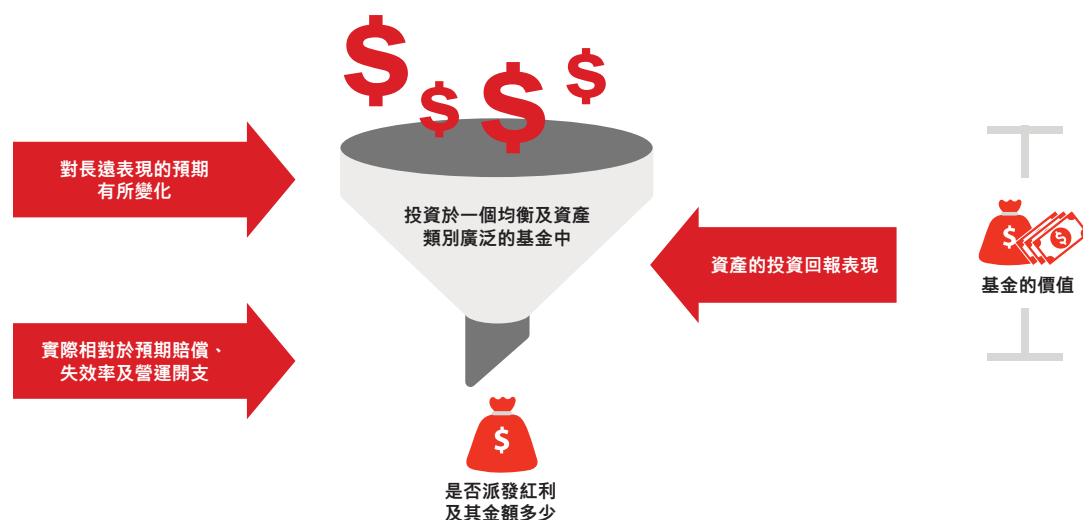 對長遠表現的預期
有所變化
投資於一個均衡及資產
類別廣泛的基金中
資產的投資回報表現
基金的價值
實際相對於預期賠償、
失效率及營運開支
是否派發紅利
及其金額多少